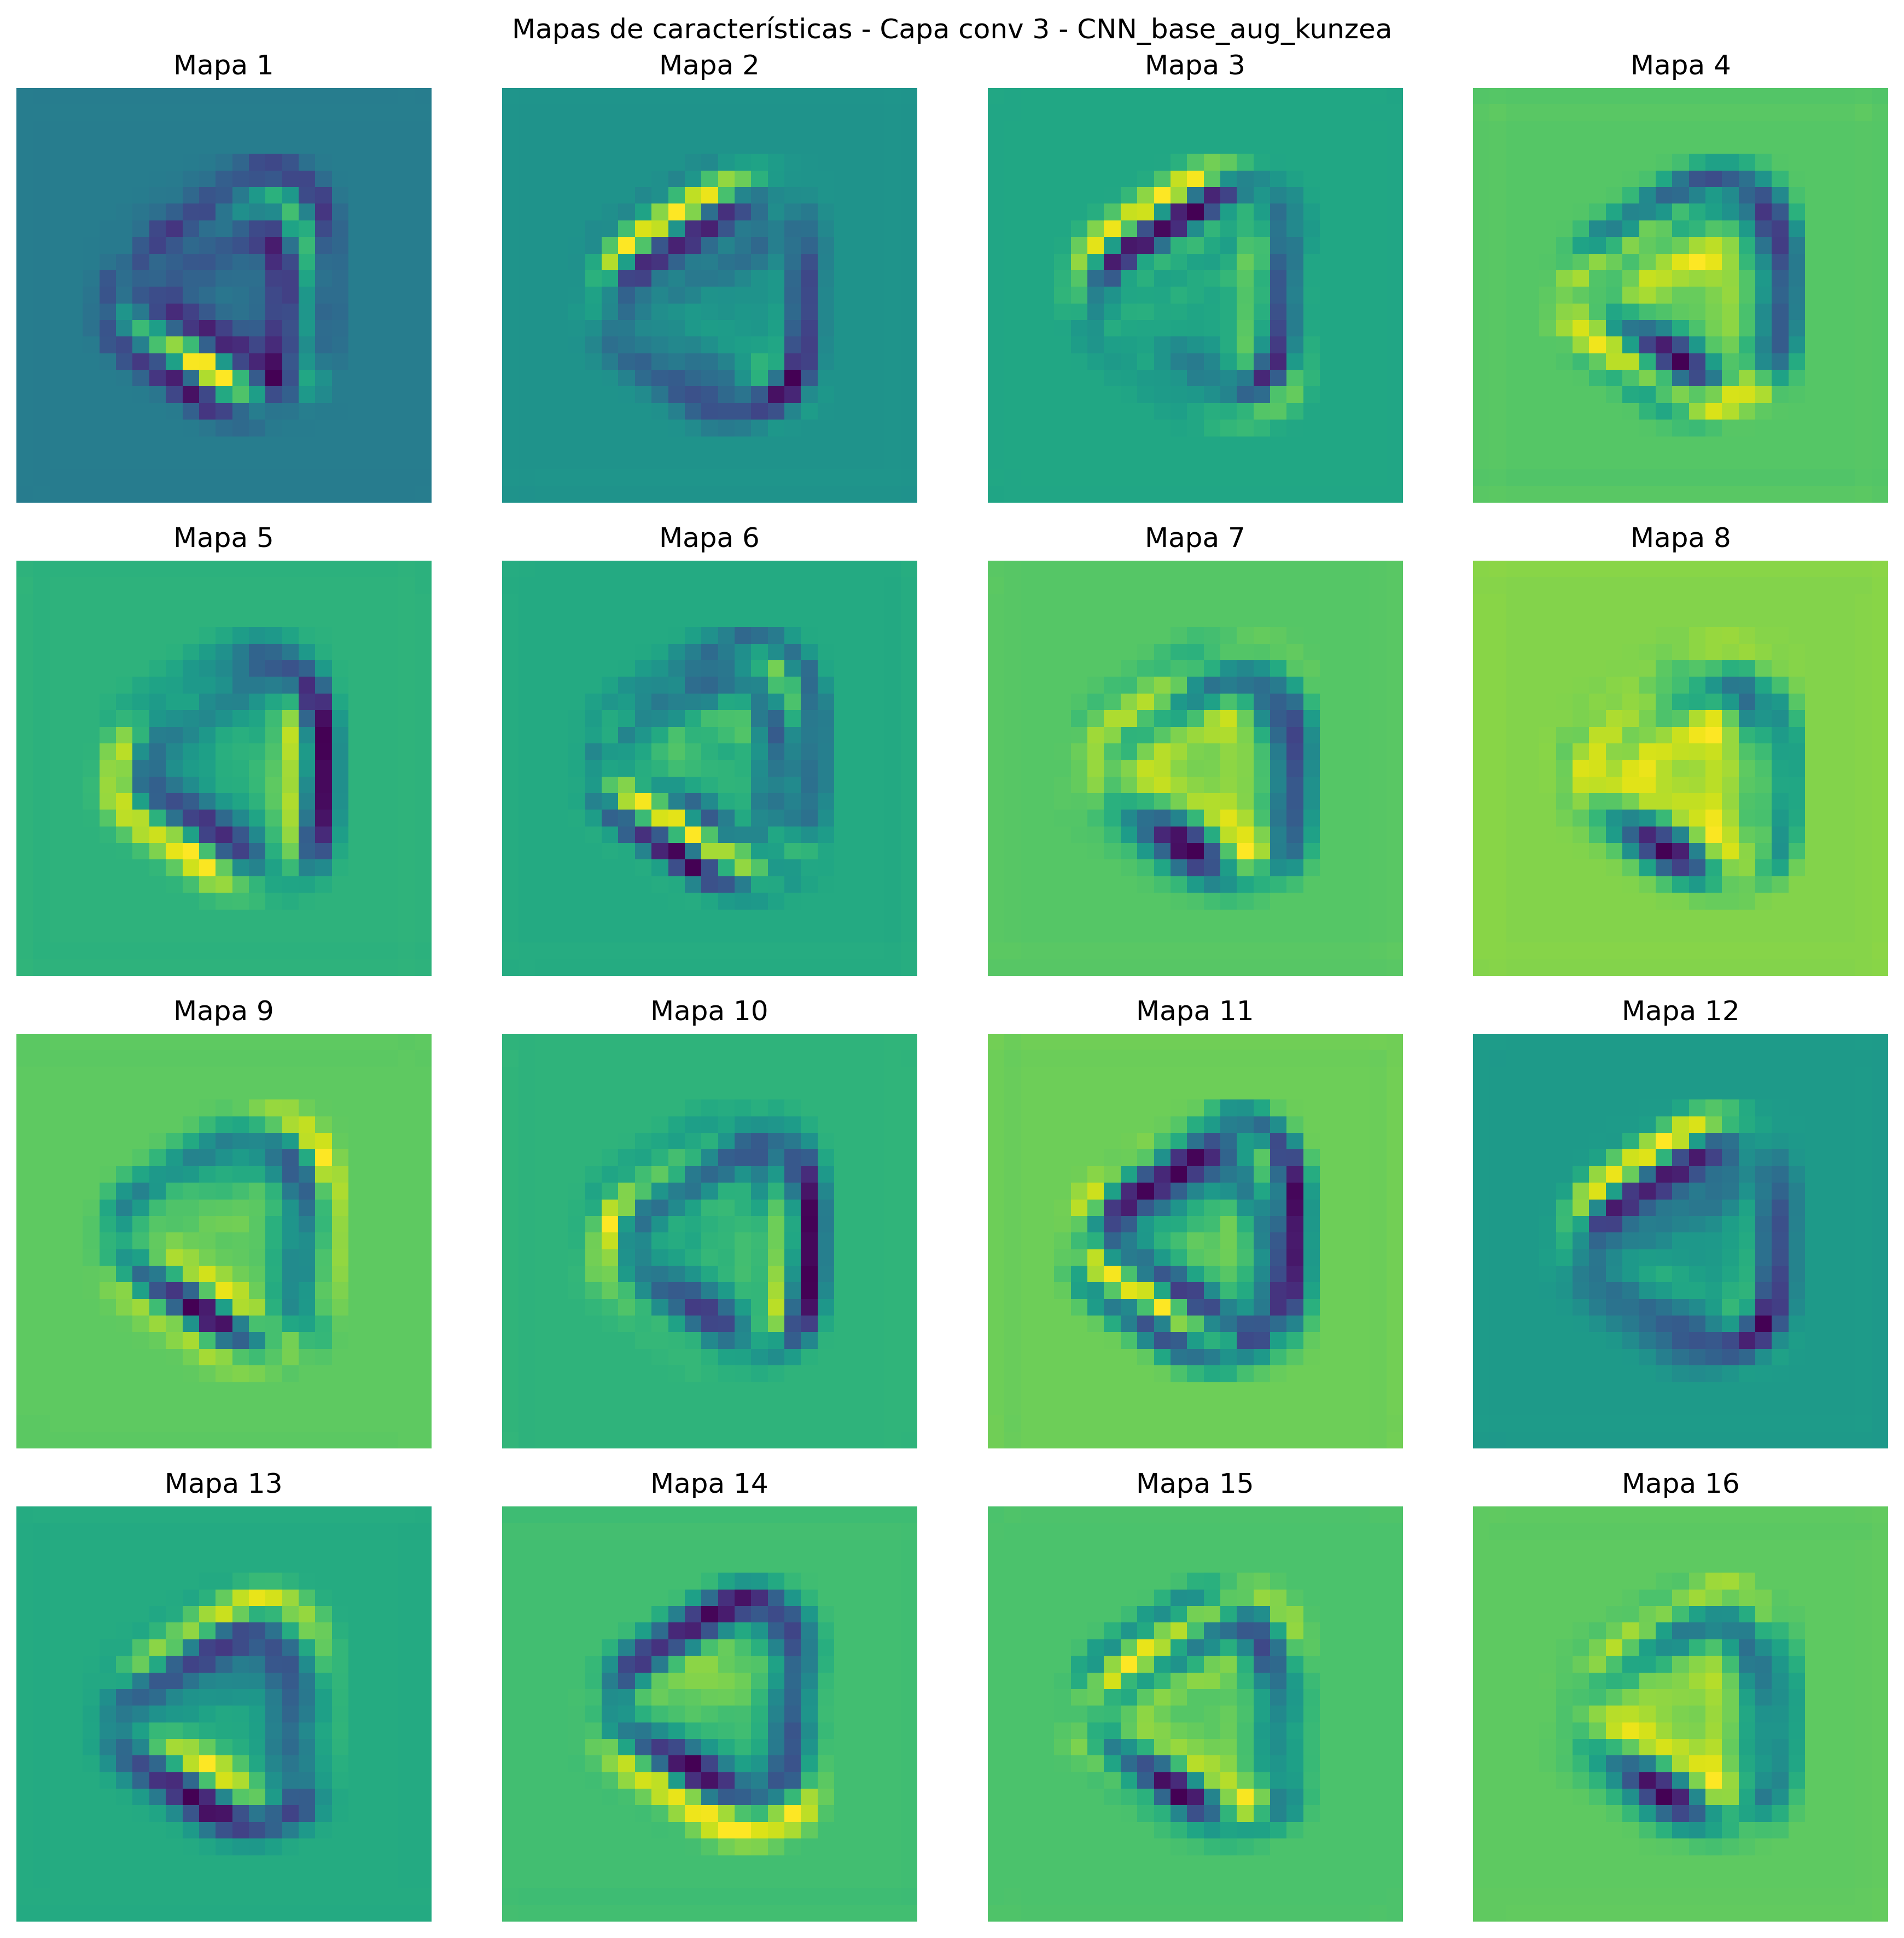 Mapas de características - Capa conv 3 - CNN_base_aug_kunzea
Mapa 1
Mapa 2
Mapa 3
Mapa 4
Mapa 5
Mapa 6
Mapa 7
Mapa 8
Mapa 9
Mapa 10
Mapa 11
Mapa 12
Mapa 13
Mapa 14
Mapa 15
Mapa 16